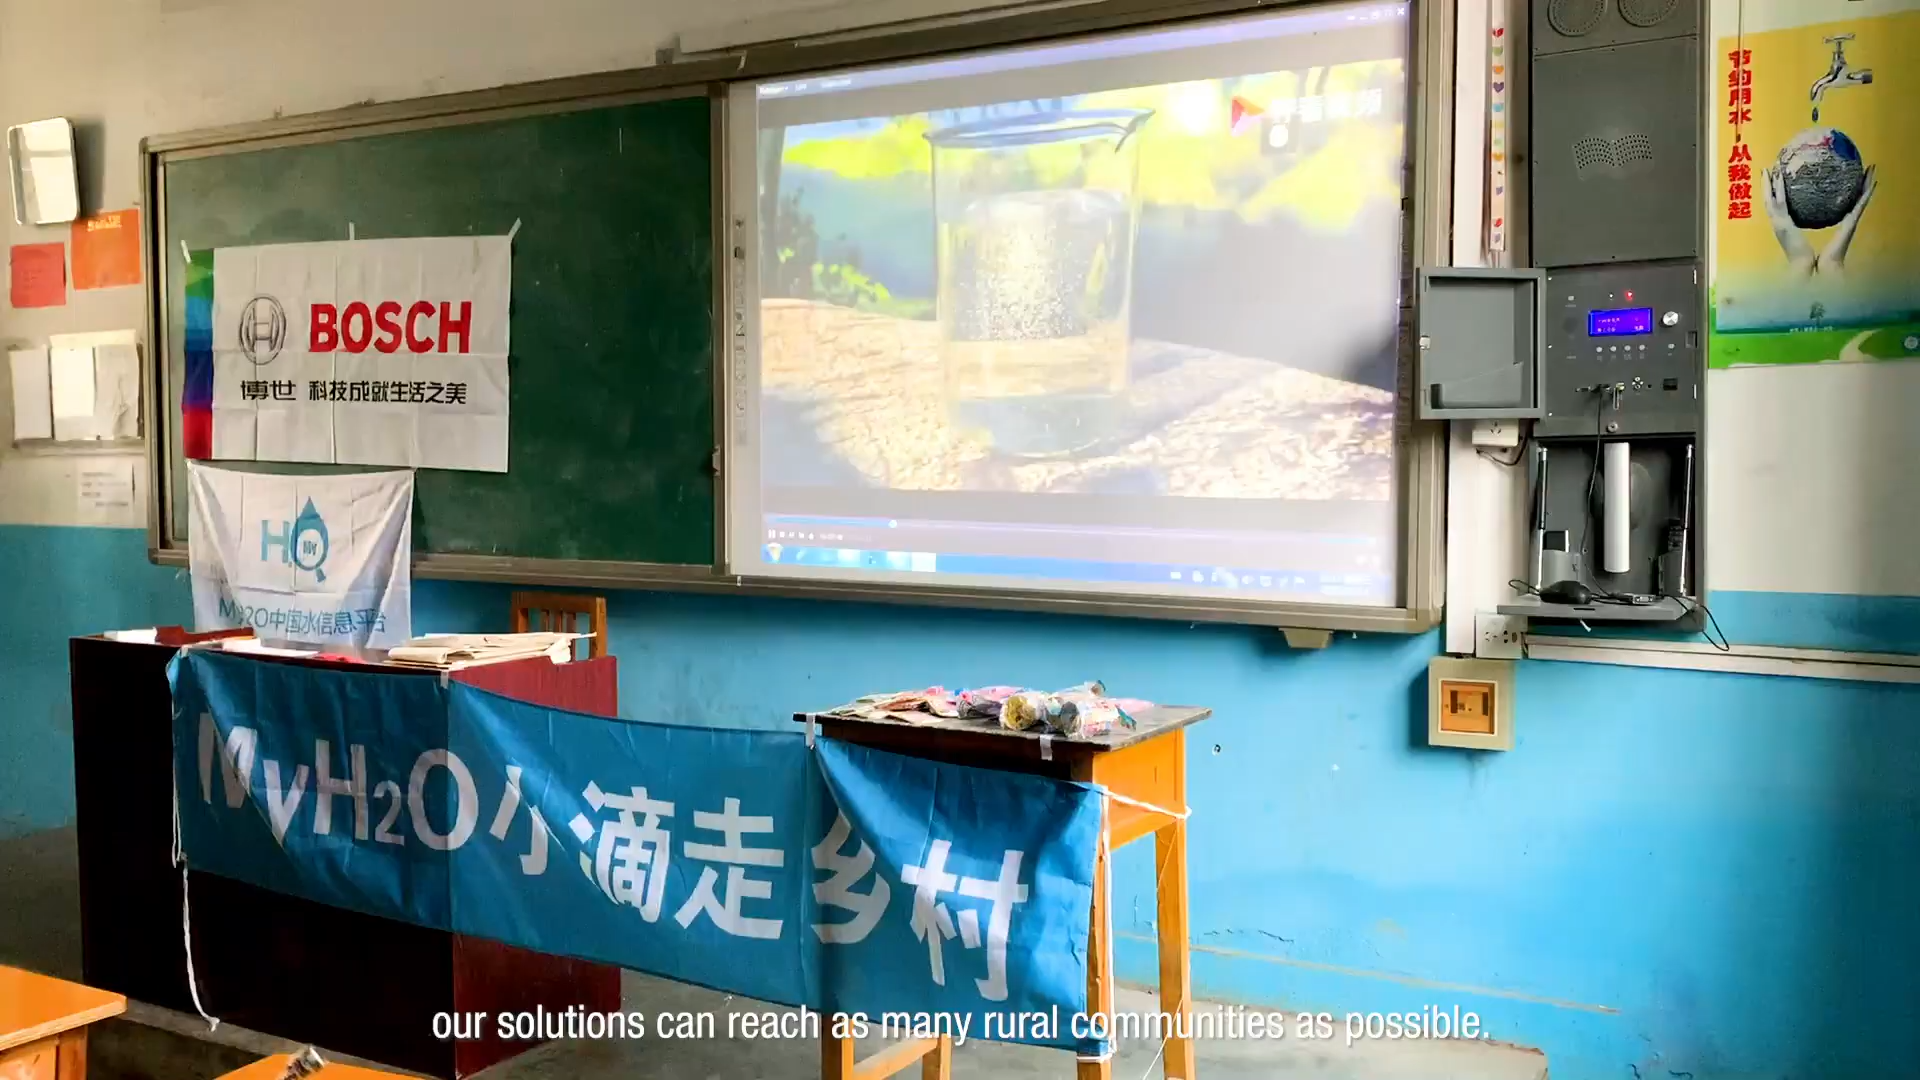 节约用水 从我做起
BOSCH
博世 科技成就生活之美
H2O
My
MyH2O中国水信息平台
MyH2O小滴走乡村
our solutions can reach as many rural communities as possible.